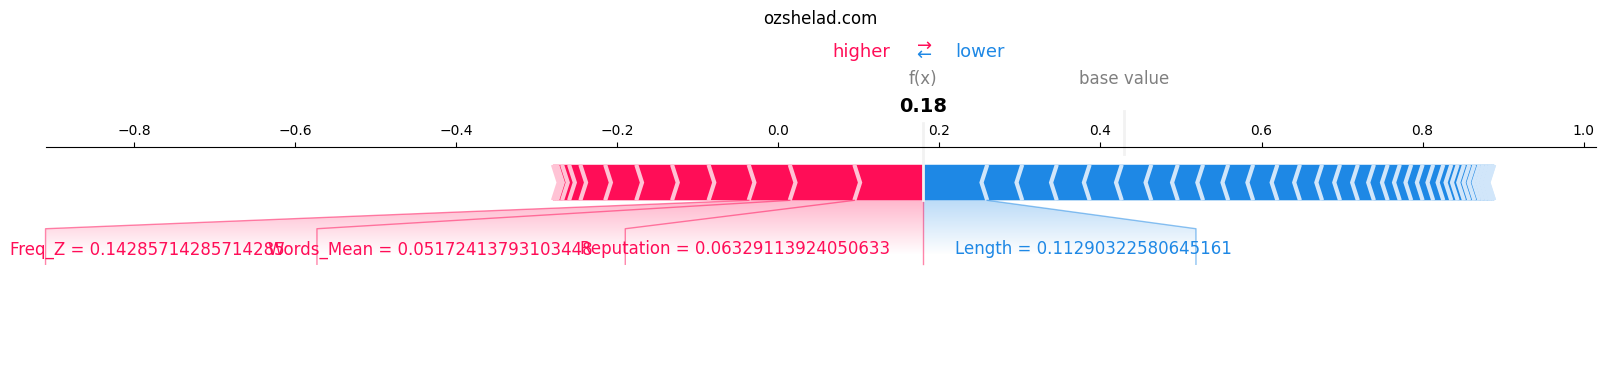 ozshelad.com
higher → ← lower
f(x) base value
0.18
−0.8 −0.6 −0.4 −0.2 0.0 0.2 0.4 0.6 0.8 1.0
Freq_Z = 0.14285714285714285 Words_Mean = 0.05172413793103448 Reputation = 0.06329113924050633 Length = 0.11290322580645161